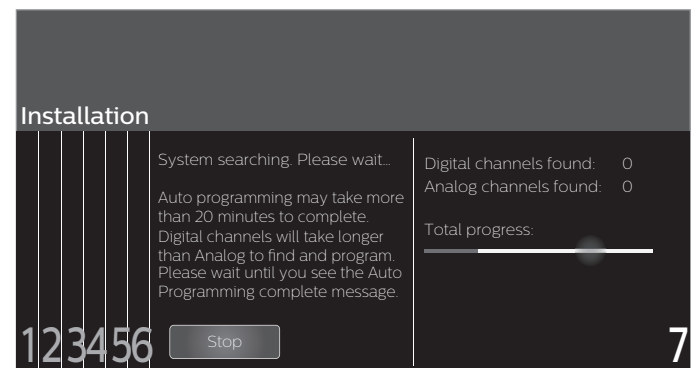 Installation
System searching. Please wait...
Auto programming may take more
than 20 minutes to complete.
Digital channels will take longer
than Analog to find and program.
Please wait until you see the Auto
Programming complete message.
Stop
Digital channels found: 0
Analog channels found: 0
Total progress:
123456
7